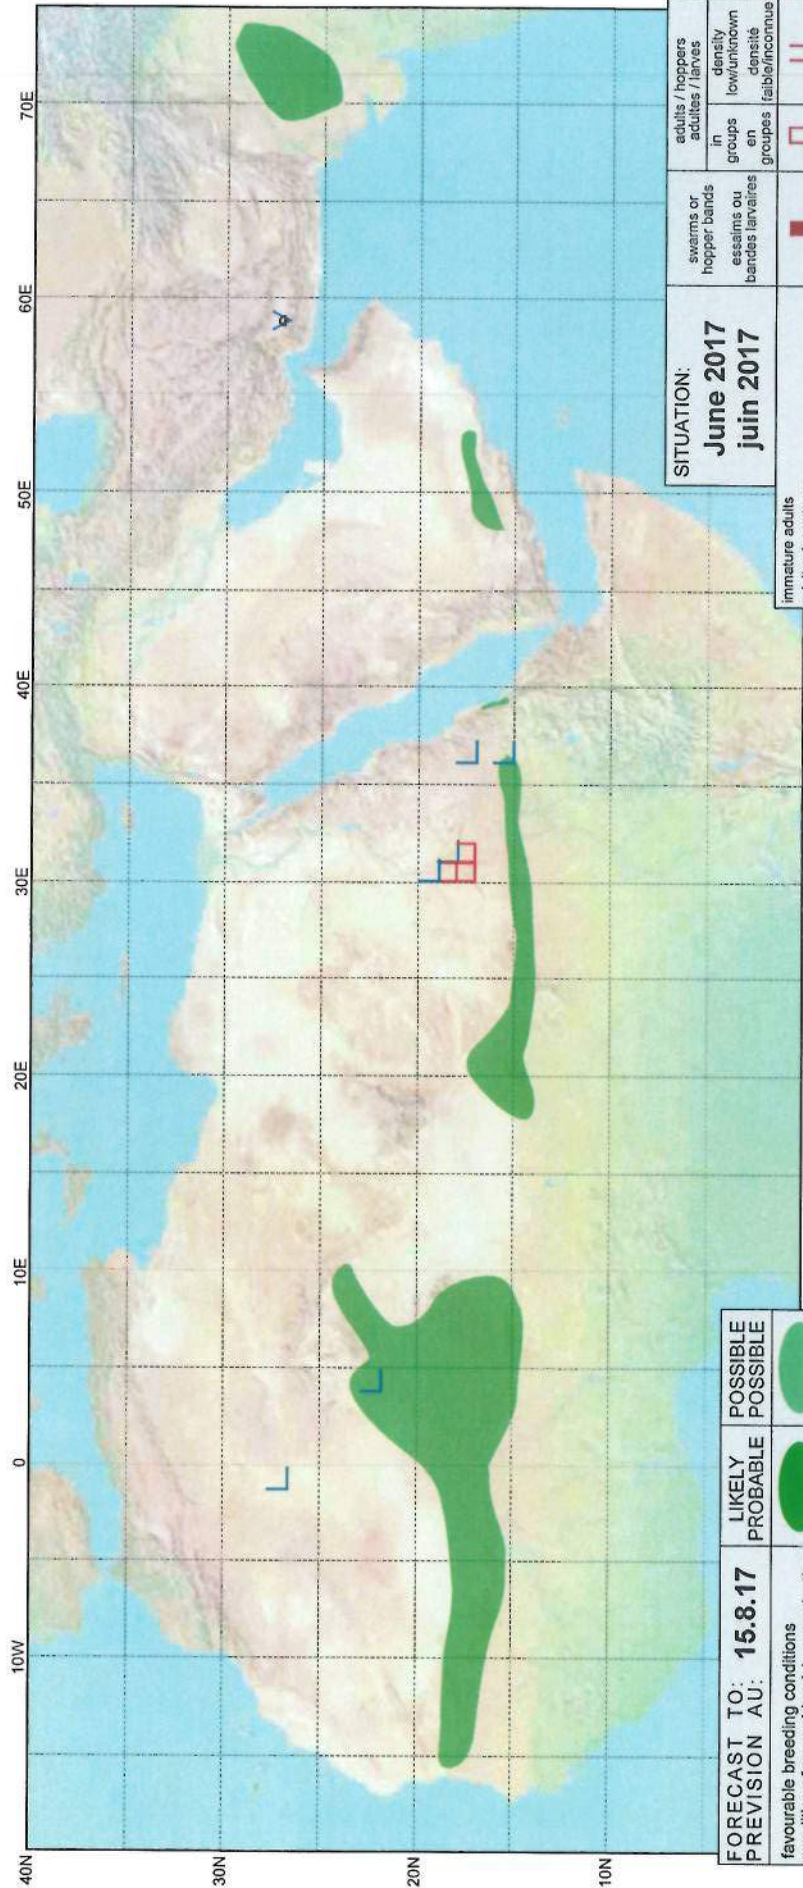 10W
0
10E
20E
30E
40E
50E
60E
70E
40N
30N
20N
10N
FORECAST TO:
PREVISION AU:
15.8.17
LIKELY
PROBABLE
POSSIBLE
POSSIBLE
favourable breeding conditions
SITUATION:
June 2017
juin 2017
swarms or
hopper bands
essaims ou
bandes larvaires
adults / hoppers
adultes / larves
in
groups
en
groupes
density
low/unknown
densité
faible/inconnue
immature adults